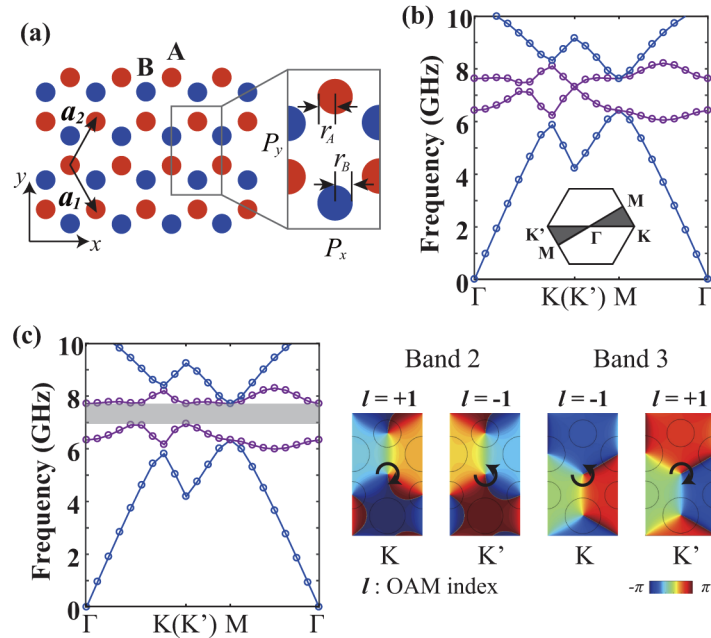 (a)
A
B
a2
a1
y
x
Py
rA
rB
Px
(b)
Frequency (GHz)
10
8
6
4
2
0
Γ K(K') M Γ
M
K' Γ K
M
(c)
Frequency (GHz)
10
8
6
4
2
0
Γ K(K') M Γ
Band 2 Band 3
l = +1 l = -1 l = -1 l = +1
K K' K K'
l : OAM index -π π